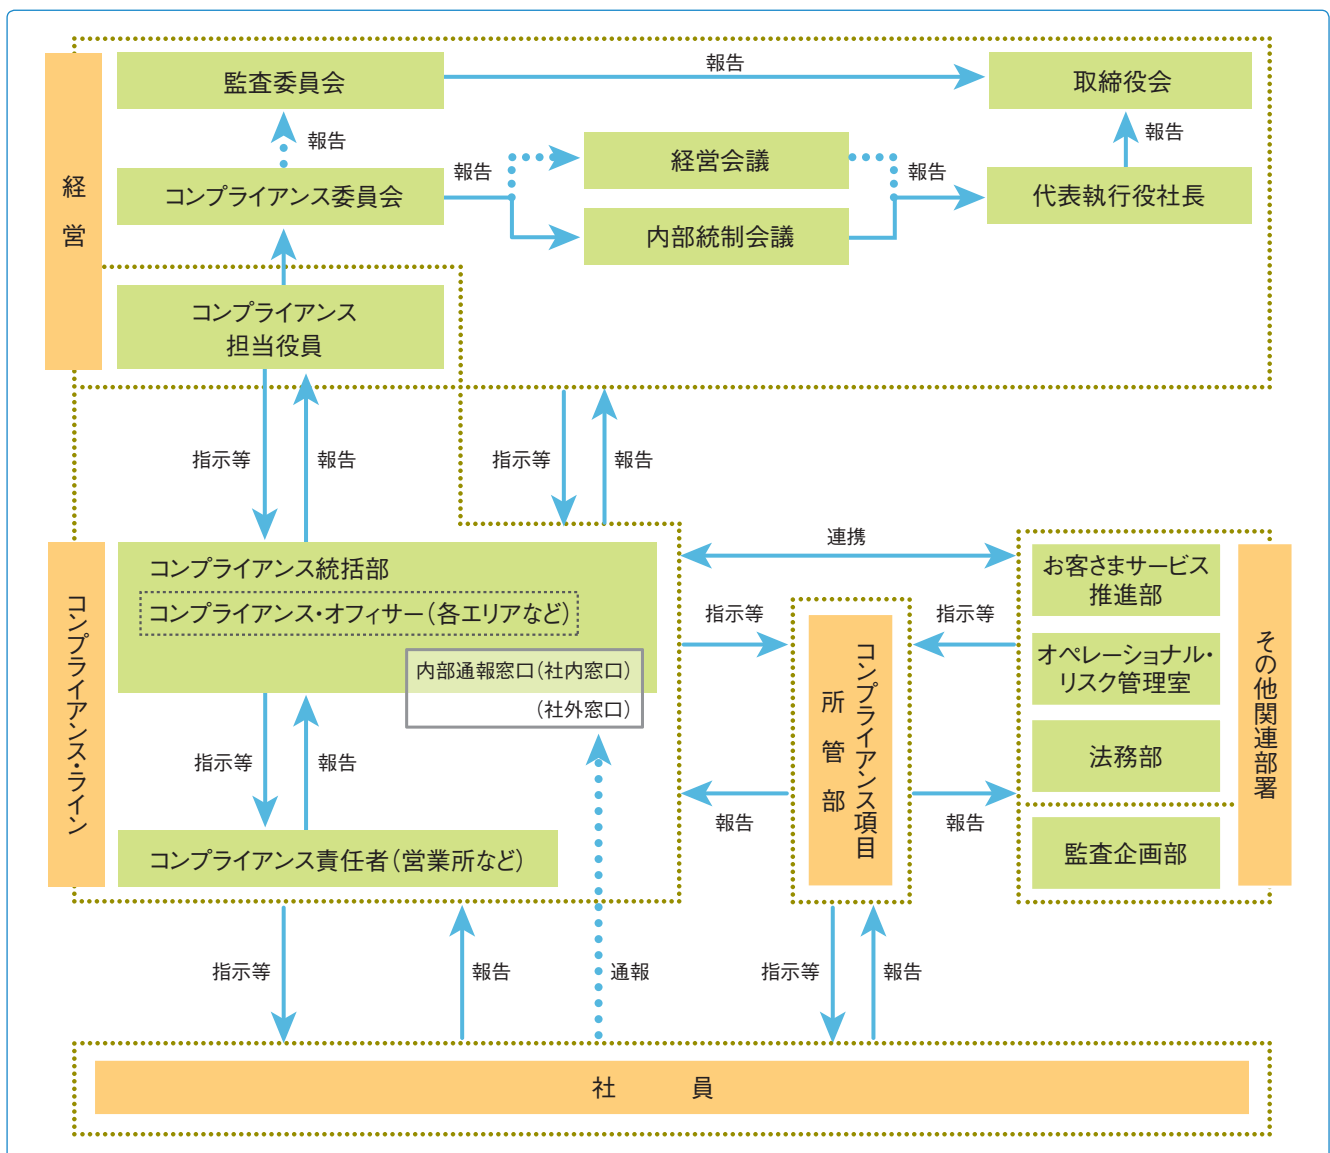 経営
監査委員会
報告
取締役会
報告
報告
コンプライアンス委員会
報告
経営会議
内部統制会議
報告
代表執行役社長
コンプライアンス
担当役員
指示等
報告
指示等
報告
コンプライアンス・ライン
コンプライアンス統括部
コンプライアンス・オフィサー(各エリアなど)
内部通報窓口(社内窓口)
(社外窓口)
指示等
報告
コンプライアンス責任者(営業所など)
連携
指示等
指示等
報告
報告
コンプライアンス項目
所管部
お客さまサービス
推進部
オペレーショナル・
リスク管理室
法務部
監査企画部
その他関連部署
指示等
報告
通報
指示等
報告
社員